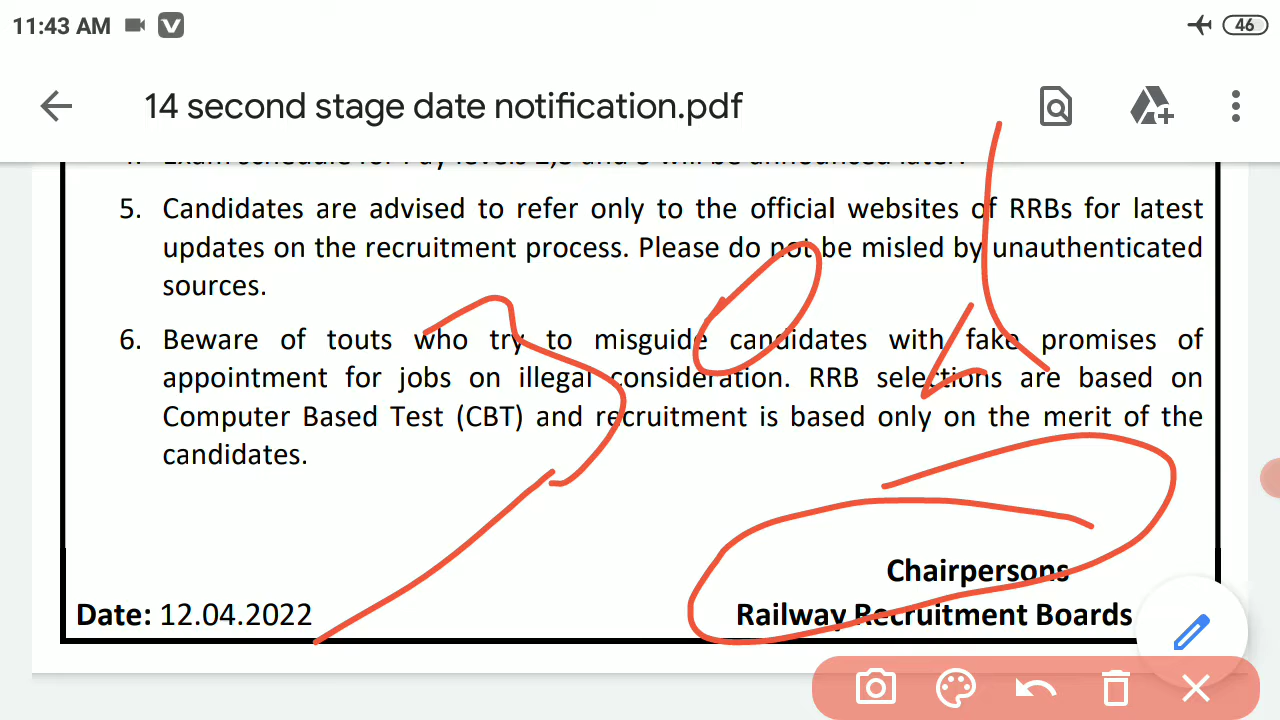 11:43 AM V 46
14 second stage date notification.pdf
5. Candidates are advised to refer only to the official websites of RRBs for latest
updates on the recruitment process. Please do not be misled by unauthenticated
sources.
6. Beware of touts who try to misguide candidates with fake promises of
appointment for jobs on illegal consideration. RRB selections are based on
Computer Based Test (CBT) and recruitment is based only on the merit of the
candidates.
Chairpersons
Date: 12.04.2022 Railway Recruitment Boards